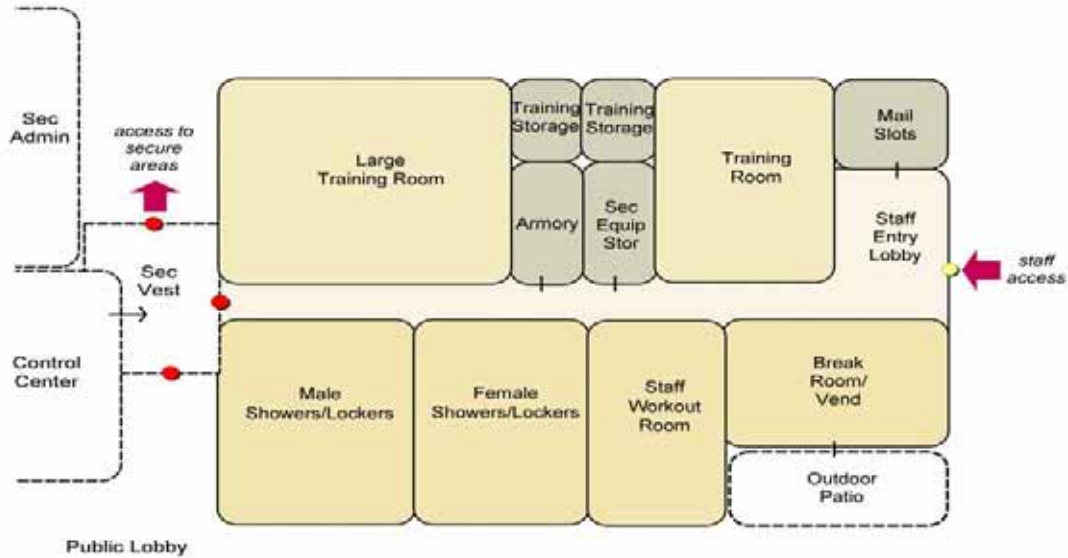 Sec
Admin
access to
secure
areas
Large
Training Room
Training
Storage
Training
Storage
Training
Room
Mail
Slots
Armory
Sec
Equip
Stor
Staff
Entry
Lobby
staff
access
Sec
Vest
Control
Center
Male
Showers/Lockers
Female
Showers/Lockers
Staff
Workout
Room
Break
Room/
Vend
Outdoor
Patio
Public Lobby